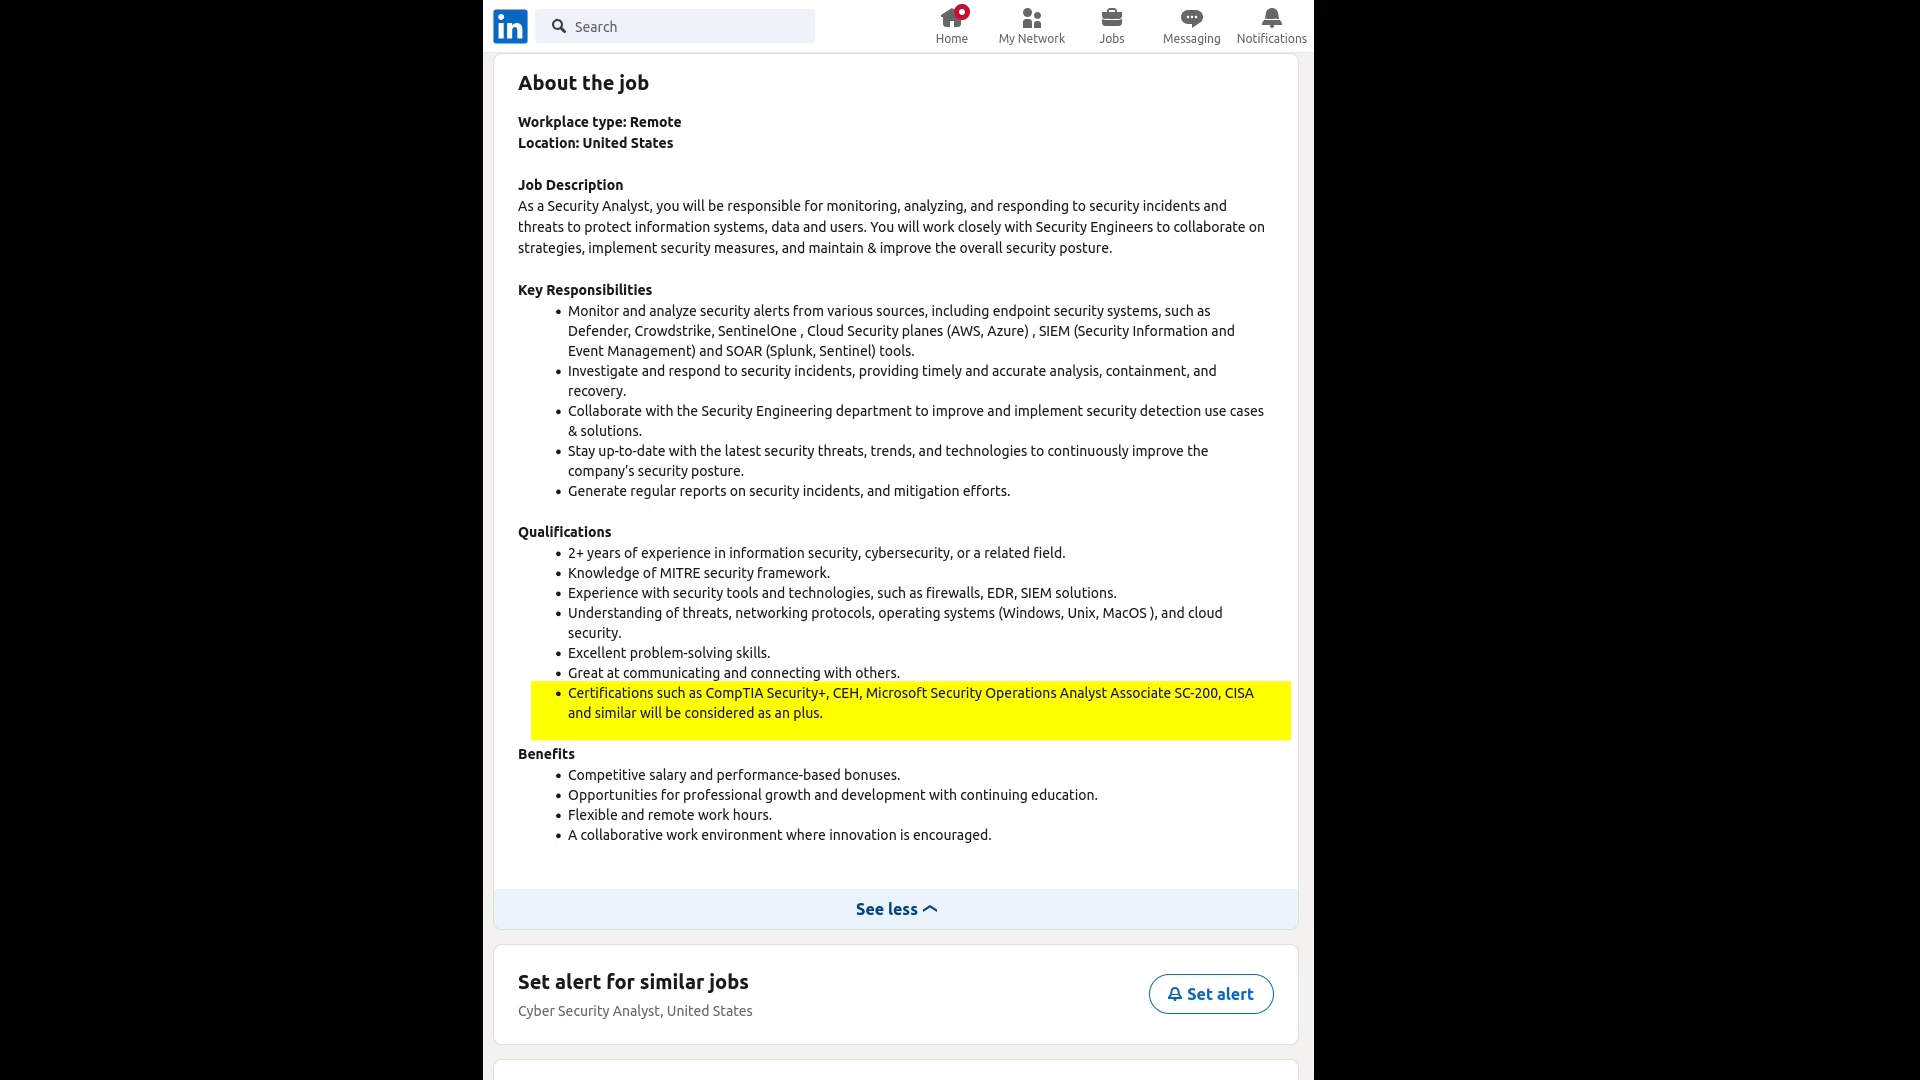 in
Search
Home
My Network
Jobs
Messaging
Notifications
About the job
Workplace type: Remote
Location: United States
Job Description
As a Security Analyst, you will be responsible for monitoring, analyzing, and responding to security incidents and
threats to protect information systems, data and users. You will work closely with Security Engineers to collaborate on
strategies, implement security measures, and maintain & improve the overall security posture.
Key Responsibilities
• Monitor and analyze security alerts from various sources, including endpoint security systems, such as
Defender, Crowdstrike, SentinelOne , Cloud Security planes (AWS, Azure) , SIEM (Security Information and
Event Management) and SOAR (Splunk, Sentinel) tools.
• Investigate and respond to security incidents, providing timely and accurate analysis, containment, and
recovery.
• Collaborate with the Security Engineering department to improve and implement security detection use cases
& solutions.
• Stay up-to-date with the latest security threats, trends, and technologies to continuously improve the
company’s security posture.
• Generate regular reports on security incidents, and mitigation efforts.
Qualifications
• 2+ years of experience in information security, cybersecurity, or a related field.
• Knowledge of MITRE security framework.
• Experience with security tools and technologies, such as firewalls, EDR, SIEM solutions.
• Understanding of threats, networking protocols, operating systems (Windows, Unix, MacOS ), and cloud
security.
• Excellent problem-solving skills.
• Great at communicating and connecting with others.
• Certifications such as CompTIA Security+, CEH, Microsoft Security Operations Analyst Associate SC-200, CISA
and similar will be considered as an plus.
Benefits
• Competitive salary and performance-based bonuses.
• Opportunities for professional growth and development with continuing education.
• Flexible and remote work hours.
• A collaborative work environment where innovation is encouraged.
See less
Set alert for similar jobs
Set alert
Cyber Security Analyst, United States